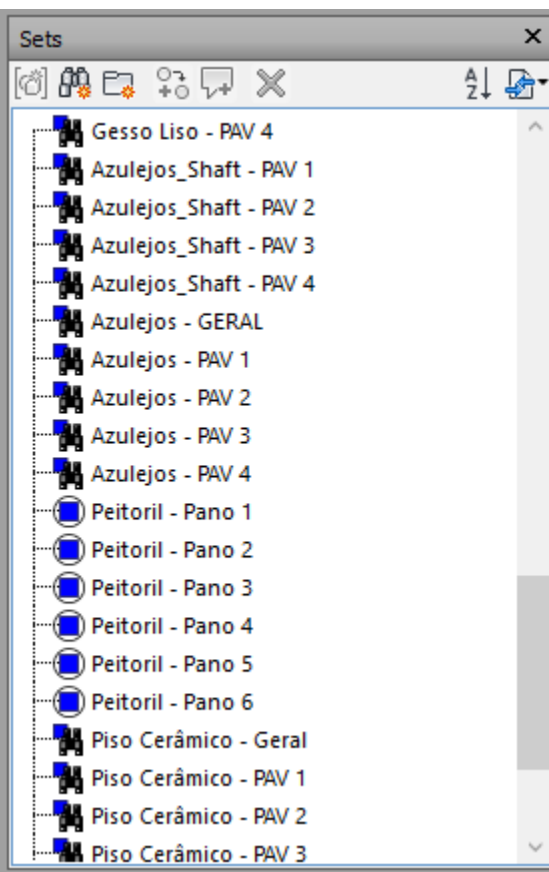 Sets
Gesso Liso - PAV 4
Azulejos_Shaft - PAV 1
Azulejos_Shaft - PAV 2
Azulejos_Shaft - PAV 3
Azulejos_Shaft - PAV 4
Azulejos - GERAL
Azulejos - PAV 1
Azulejos - PAV 2
Azulejos - PAV 3
Azulejos - PAV 4
Peitoril - Pano 1
Peitoril - Pano 2
Peitoril - Pano 3
Peitoril - Pano 4
Peitoril - Pano 5
Peitoril - Pano 6
Piso Cerâmico - Geral
Piso Cerâmico - PAV 1
Piso Cerâmico - PAV 2
Piso Cerâmico - PAV 3